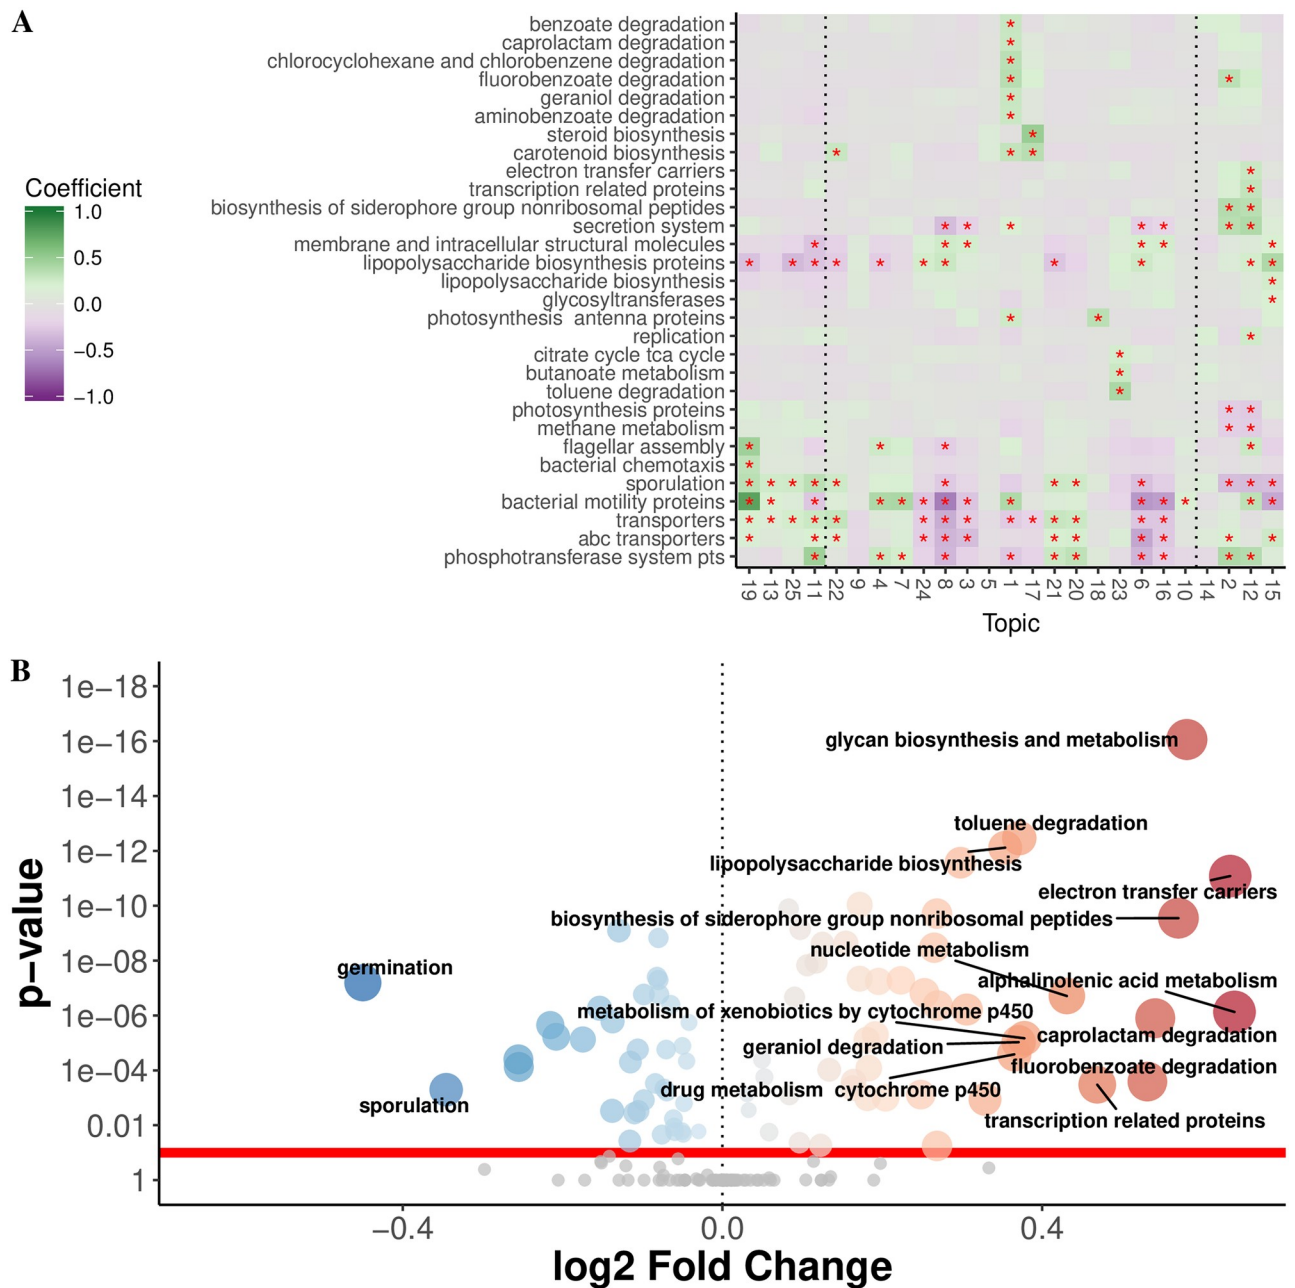 A
benzoate degradation
caprolactam degradation
chlorocyclohexane and chlorobenzene degradation
fluorobenzoate degradation
geraniol degradation
aminobenzoate degradation
steroid biosynthesis
carotenoid biosynthesis
electron transfer carriers
transcription related proteins
biosynthesis of siderophore group nonribosomal peptides
secretion system
membrane and intracellular structural molecules
lipopolysaccharide biosynthesis proteins
lipopolysaccharide biosynthesis
glycosyltransferases
photosynthesis antenna proteins
replication
citrate cycle tca cycle
butanoate metabolism
toluene degradation
photosynthesis proteins
methane metabolism
flagellar assembly
bacterial chemotaxis
sporulation
bacterial motility proteins
transporters
abc transporters
phosphotransferase system pts
Coefficient
1.0
0.5
0.0
−0.5
−1.0
19 13 25 11 22 9 4 7 24 8 3 5 1 17 21 20 18 23 6 16 10 14 2 12 15
Topic
B
1e−18
1e−16
1e−14
1e−12
1e−10
1e−08
1e−06
1e−04
0.01
1
p−value
glycan biosynthesis and metabolism
toluene degradation
lipopolysaccharide biosynthesis
electron transfer carriers
biosynthesis of siderophore group nonribosomal peptides
nucleotide metabolism
germination
alphalinolenic acid metabolism
metabolism of xenobiotics by cytochrome p450
caprolactam degradation
geraniol degradation
fluorobenzoate degradation
drug metabolism cytochrome p450
sporulation
transcription related proteins
−0.4 0.0 0.4
log2 Fold Change